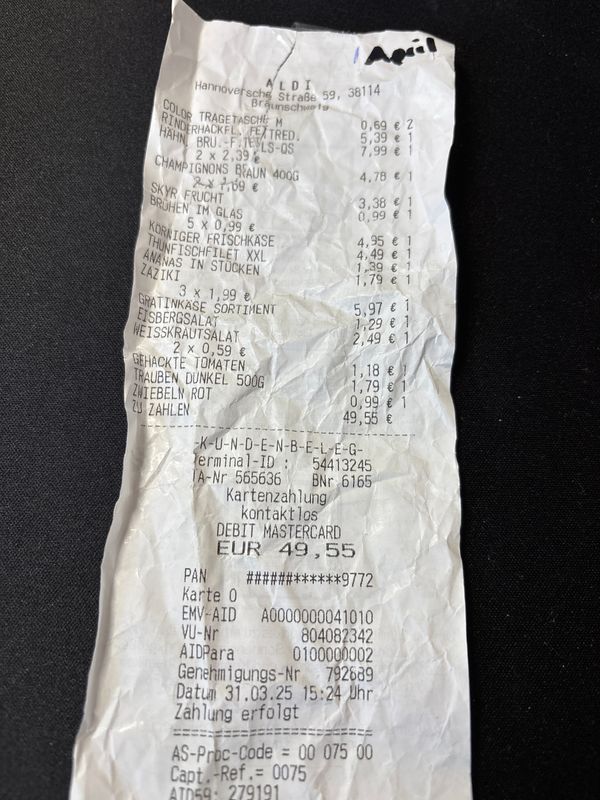 April
ALDI
Hannoversche Straße 59, 38114
Braunschweig
COLOR TRAGETASCHE M 0,69 € 2
RINDERHACKFL. FETTRED. 5,39 € 1
HÄHN. BRU.-F.TEILS-QS 7,99 € 1
2 x 2,39 €
CHAMPIGNONS BRAUN 400G 4,78 € 1
2 x 1,69 €
SKYR FRUCHT 3,38 € 1
BRÜHEN IM GLAS 0,99 € 1
5 x 0,99 €
KÖRNIGER FRISCHKÄSE 4,95 € 1
THUNFISCHFILET XXL 4,49 € 1
ANANAS IN STÜCKEN 1,39 € 1
ZAZIKI 1,79 € 1
3 x 1,99 €
GRATINKÄSE SORTIMENT 5,97 € 1
EISBERGSALAT 1,29 € 1
WEISSKRAUTSALAT 2,49 € 1
2 x 0,59 €
GEHACKTE TOMATEN 1,18 € 1
TRAUBEN DUNKEL 500G 1,79 € 1
ZWIEBELN ROT 0,99 € 1
ZU ZAHLEN 49,55 €
-K-U-N-D-E-N-B-E-L-E-G-
Terminal-ID : 54413245
TA-Nr 565636 BNr 6165
Kartenzahlung
kontaktlos
DEBIT MASTERCARD
EUR 49,55
PAN ######******9772
Karte 0
EMV-AID A0000000041010
VU-Nr 804082342
AIDPara 0100000002
Genehmigungs-Nr 792689
Datum 31.03.25 15:24 Uhr
Zahlung erfolgt
AS-Proc-Code = 00 075 00
Capt.-Ref.= 0075
AID59: 279191